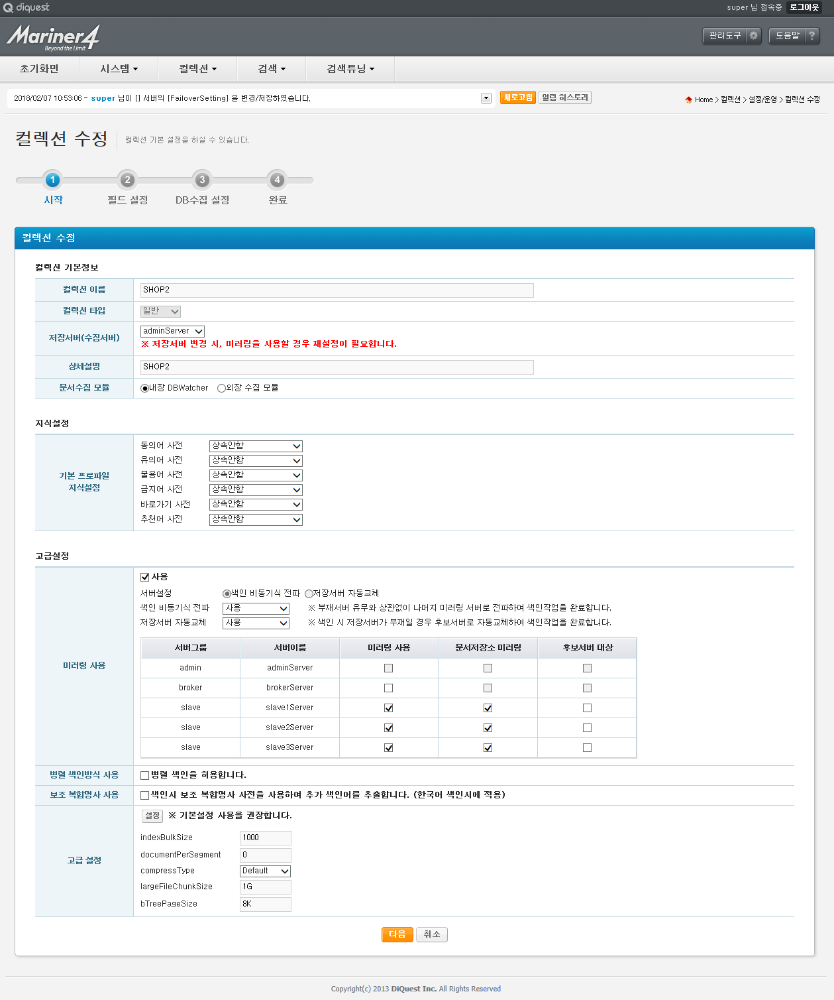 diquest
super 님 접속중 로그아웃
Mariner4
Beyond the Limit
관리도구 도움말 ?
초기화면 시스템 컬렉션 검색 검색튜닝
2018/02/07 10:53:06 - super 님이 [] 서버의 [FailoverSetting] 을 변경/저장하였습니다.
새로고침 알림 히스토리
Home > 컬렉션 > 설정/운영 > 컬렉션 수정
컬렉션 수정 컬렉션 기본 설정을 하실 수 있습니다.
1 2 3 4
시작 필드 설정 DB수집 설정 완료
컬렉션 수정
컬렉션 기본정보
컬렉션 이름 SHOP2
컬렉션 타입 일반
저장서버(수집서버) adminServer
※ 저장서버 변경 시, 미러링을 사용할 경우 재설정이 필요합니다.
상세설명 SHOP2
문서수집 모듈 내장 DBWatcher 외장 수집 모듈
지식설정
기본 프로파일
지식설정
동의어 사전 상속안함
유의어 사전 상속안함
불용어 사전 상속안함
금지어 사전 상속안함
바로가기 사전 상속안함
추천어 사전 상속안함
고급설정
미러링 사용
사용
서버설정 색인 비동기식 전파 저장서버 자동교체
색인 비동기식 전파 사용 ※ 부재서버 유무와 상관없이 나머지 미러링 서버로 전파하여 색인작업을 완료합니다.
저장서버 자동교체 사용 ※ 색인 시 저장서버가 부재일 경우 후보서버로 자동교체하여 색인작업을 완료합니다.
서버그룹 서버이름 미러링 사용 문서저장소 미러링 후보서버 대상
admin adminServer
broker brokerServer
slave slave1Server
slave slave2Server
slave slave3Server
병렬 색인방식 사용 병렬 색인을 허용합니다.
보조 복합명사 사용 색인시 보조 복합명사 사전을 사용하여 추가 색인어를 추출합니다. (한국어 색인시에 적용)
고급 설정
설정 ※ 기본설정 사용을 권장합니다.
indexBulkSize 1000
documentPerSegment 0
compressType Default
largeFileChunkSize 1G
bTreePageSize 8K
다음 취소
Copyright(c) 2013 DiQuest Inc. All Rights Reserved